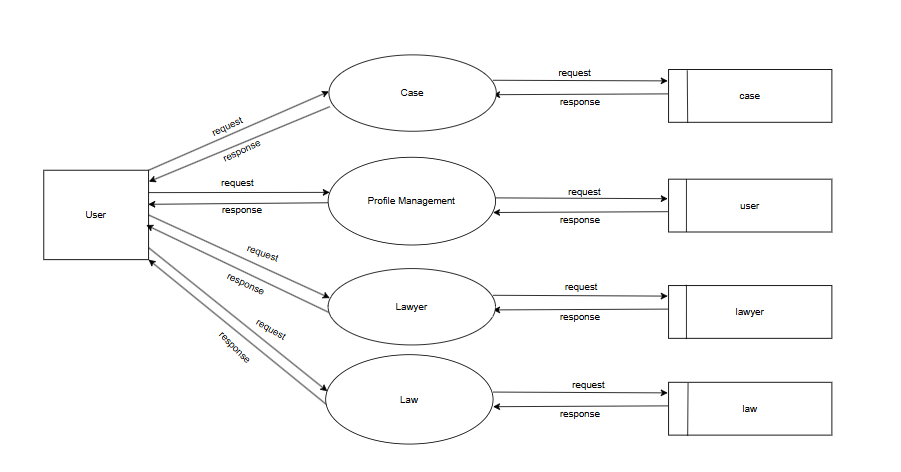 request
Case
request
response
case
request
response
User
request
response
Profile Management
request
response
user
request
response
Lawyer
request
response
lawyer
request
response
Law
request
response
law